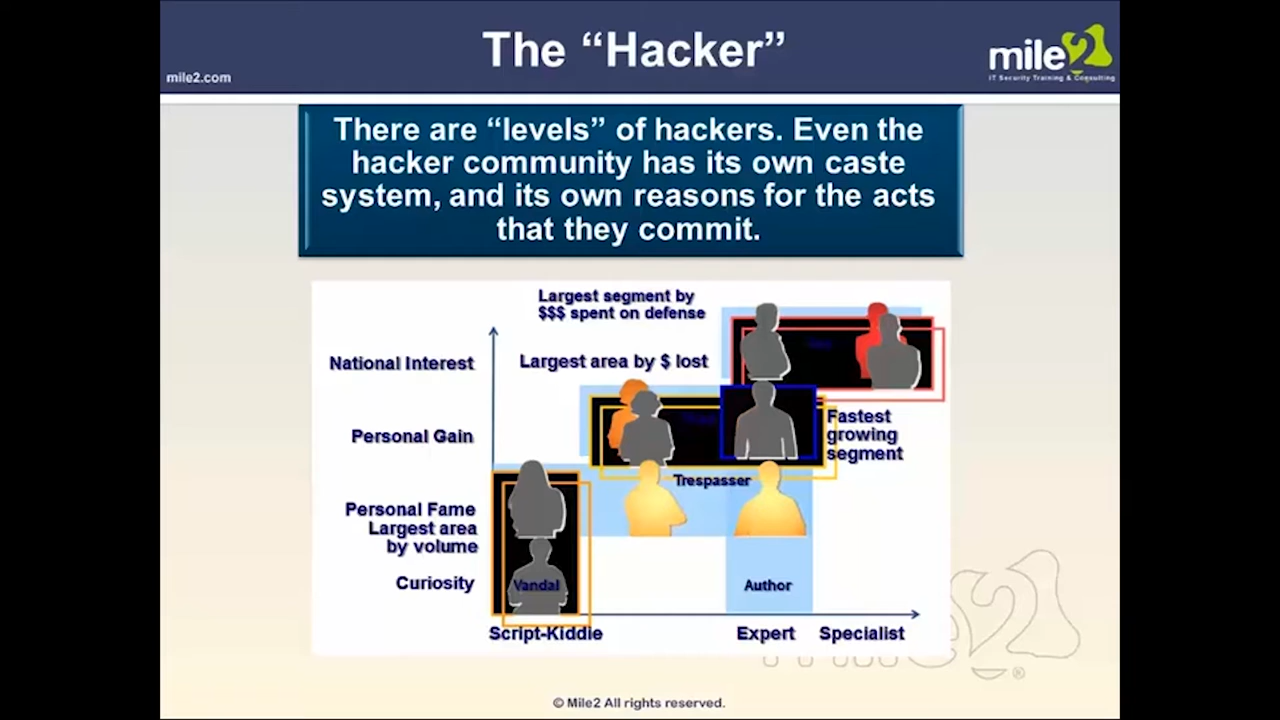 The “Hacker”
mile2
IT Security Training & Consulting
mile2.com
There are “levels” of hackers. Even the
hacker community has its own caste
system, and its own reasons for the acts
that they commit.
Largest segment by
$$$ spent on defense
National Interest
Largest area by $ lost
Personal Gain
Fastest
growing
segment
Trespasser
Personal Fame
Largest area
by volume
Curiosity
Vandal
Author
Script-Kiddie
Expert
Specialist
mile2
®
© Mile2 All rights reserved.